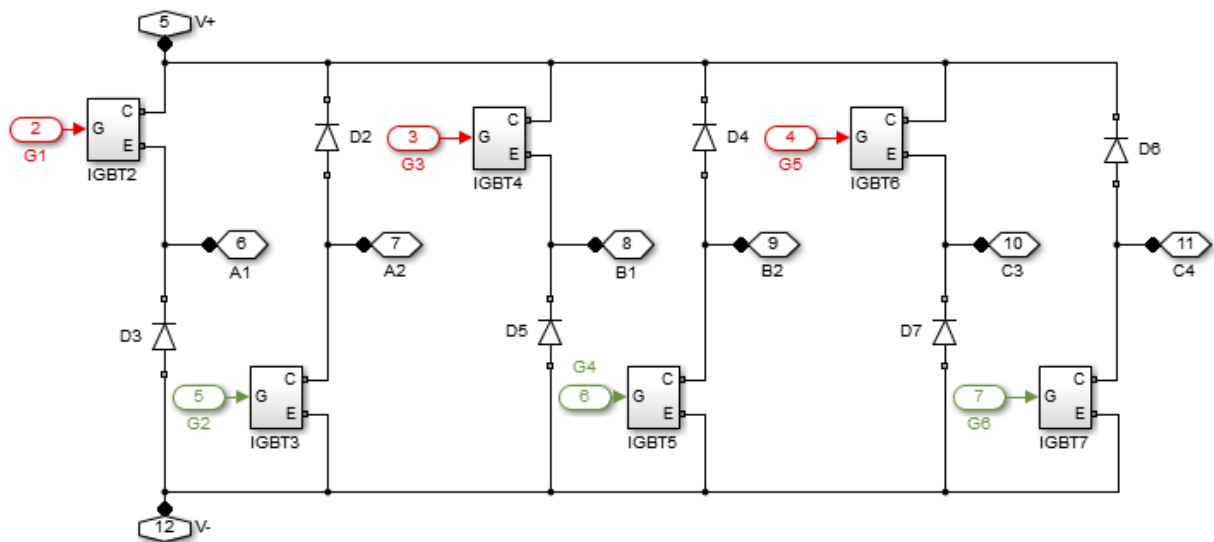 5 V+
C
2 G
G1 E
IGBT2
D2
C
3 G
G3 E
IGBT4
D4
C
4 G
G5 E
IGBT6
D6
6
A1
7
A2
8
B1
9
B2
10
C3
11
C4
D3
D5
D7
C
5 G
G2 E
IGBT3
G4
C
6 G
E
IGBT5
C
7 G
G6 E
IGBT7
12 V-